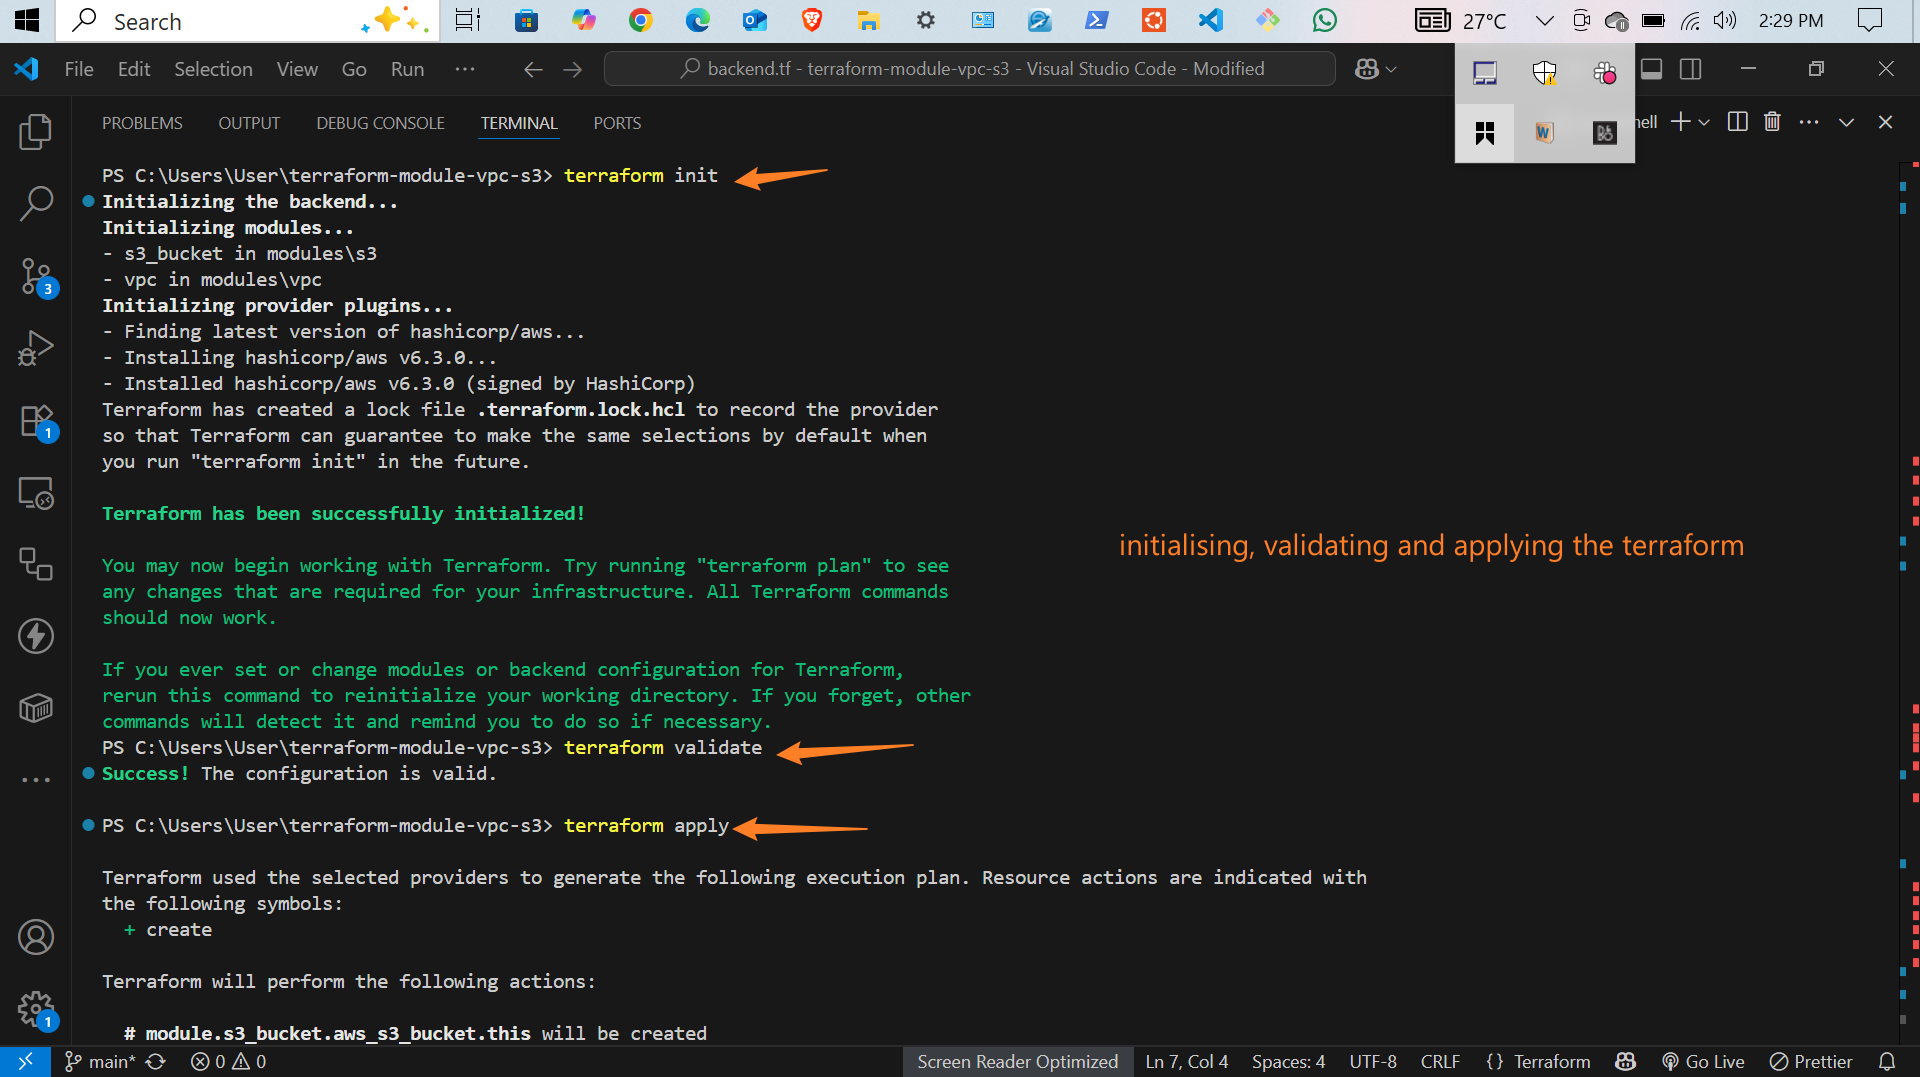 Search
27°C
2:29 PM
File Edit Selection View Go Run ···
backend.tf - terraform-module-vpc-s3 - Visual Studio Code - Modified
PROBLEMS OUTPUT DEBUG CONSOLE TERMINAL PORTS
PS C:\Users\User\terraform-module-vpc-s3> terraform init
Initializing the backend...
Initializing modules...
- s3_bucket in modules\s3
- vpc in modules\vpc
Initializing provider plugins...
- Finding latest version of hashicorp/aws...
- Installing hashicorp/aws v6.3.0...
- Installed hashicorp/aws v6.3.0 (signed by HashiCorp)
Terraform has created a lock file .terraform.lock.hcl to record the provider
so that Terraform can guarantee to make the same selections by default when
you run "terraform init" in the future.
Terraform has been successfully initialized!
initialising, validating and applying the terraform
You may now begin working with Terraform. Try running "terraform plan" to see
any changes that are required for your infrastructure. All Terraform commands
should now work.
If you ever set or change modules or backend configuration for Terraform,
rerun this command to reinitialize your working directory. If you forget, other
commands will detect it and remind you to do so if necessary.
PS C:\Users\User\terraform-module-vpc-s3> terraform validate
Success! The configuration is valid.
PS C:\Users\User\terraform-module-vpc-s3> terraform apply
Terraform used the selected providers to generate the following execution plan. Resource actions are indicated with
the following symbols:
+ create
Terraform will perform the following actions:
# module.s3_bucket.aws_s3_bucket.this will be created
3
1
1
main* 0 0
Screen Reader Optimized Ln 7, Col 4 Spaces: 4 UTF-8 CRLF {} Terraform Go Live Prettier